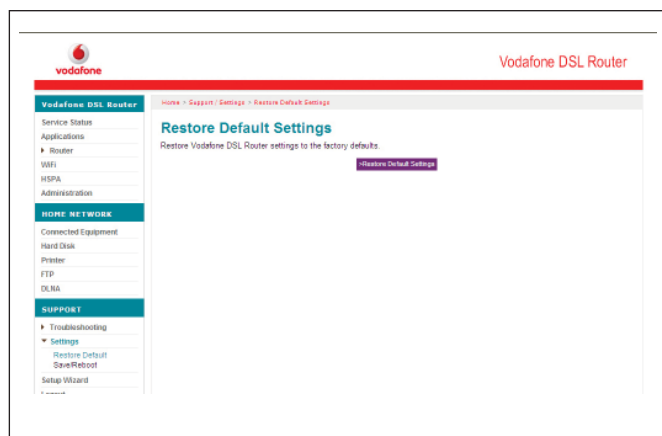 vodafone
Vodafone DSL Router
Vodafone DSL Router
Home > Support / Settings > Restore Default Settings
Service Status
Applications
Router
WiFi
HSPA
Administration
HOME NETWORK
Connected Equipment
Hard Disk
Printer
FTP
DLNA
SUPPORT
Troubleshooting
Settings
Restore Default
Save/Reboot
Setup Wizard
Restore Default Settings
Restore Vodafone DSL Router settings to the factory defaults.
>Restore Default Settings